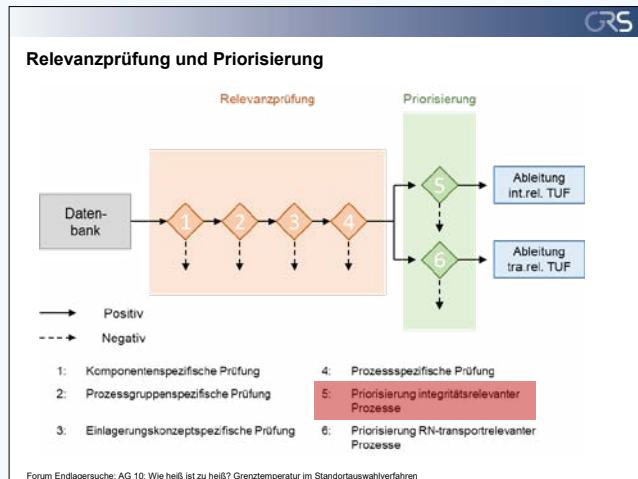 GRS
Relevanzprüfung und Priorisierung
Relevanzprüfung
Priorisierung
Daten-
bank
1
2
3
4
5
6
Ableitung
int.rel. TUF
Ableitung
tra.rel. TUF
Positiv
Negativ
1: Komponentenspezifische Prüfung
2: Prozessgruppenspezifische Prüfung
3: Einlagerungskonzeptspezifische Prüfung
4: Prozessspezifische Prüfung
5: Priorisierung integritätsrelevanter
Prozesse
6: Priorisierung RN-transportrelevanter
Prozesse
Forum Endlagersuche; AG 10: Wie heiß ist zu heiß? Grenztemperatur im Standortauswahlverfahren